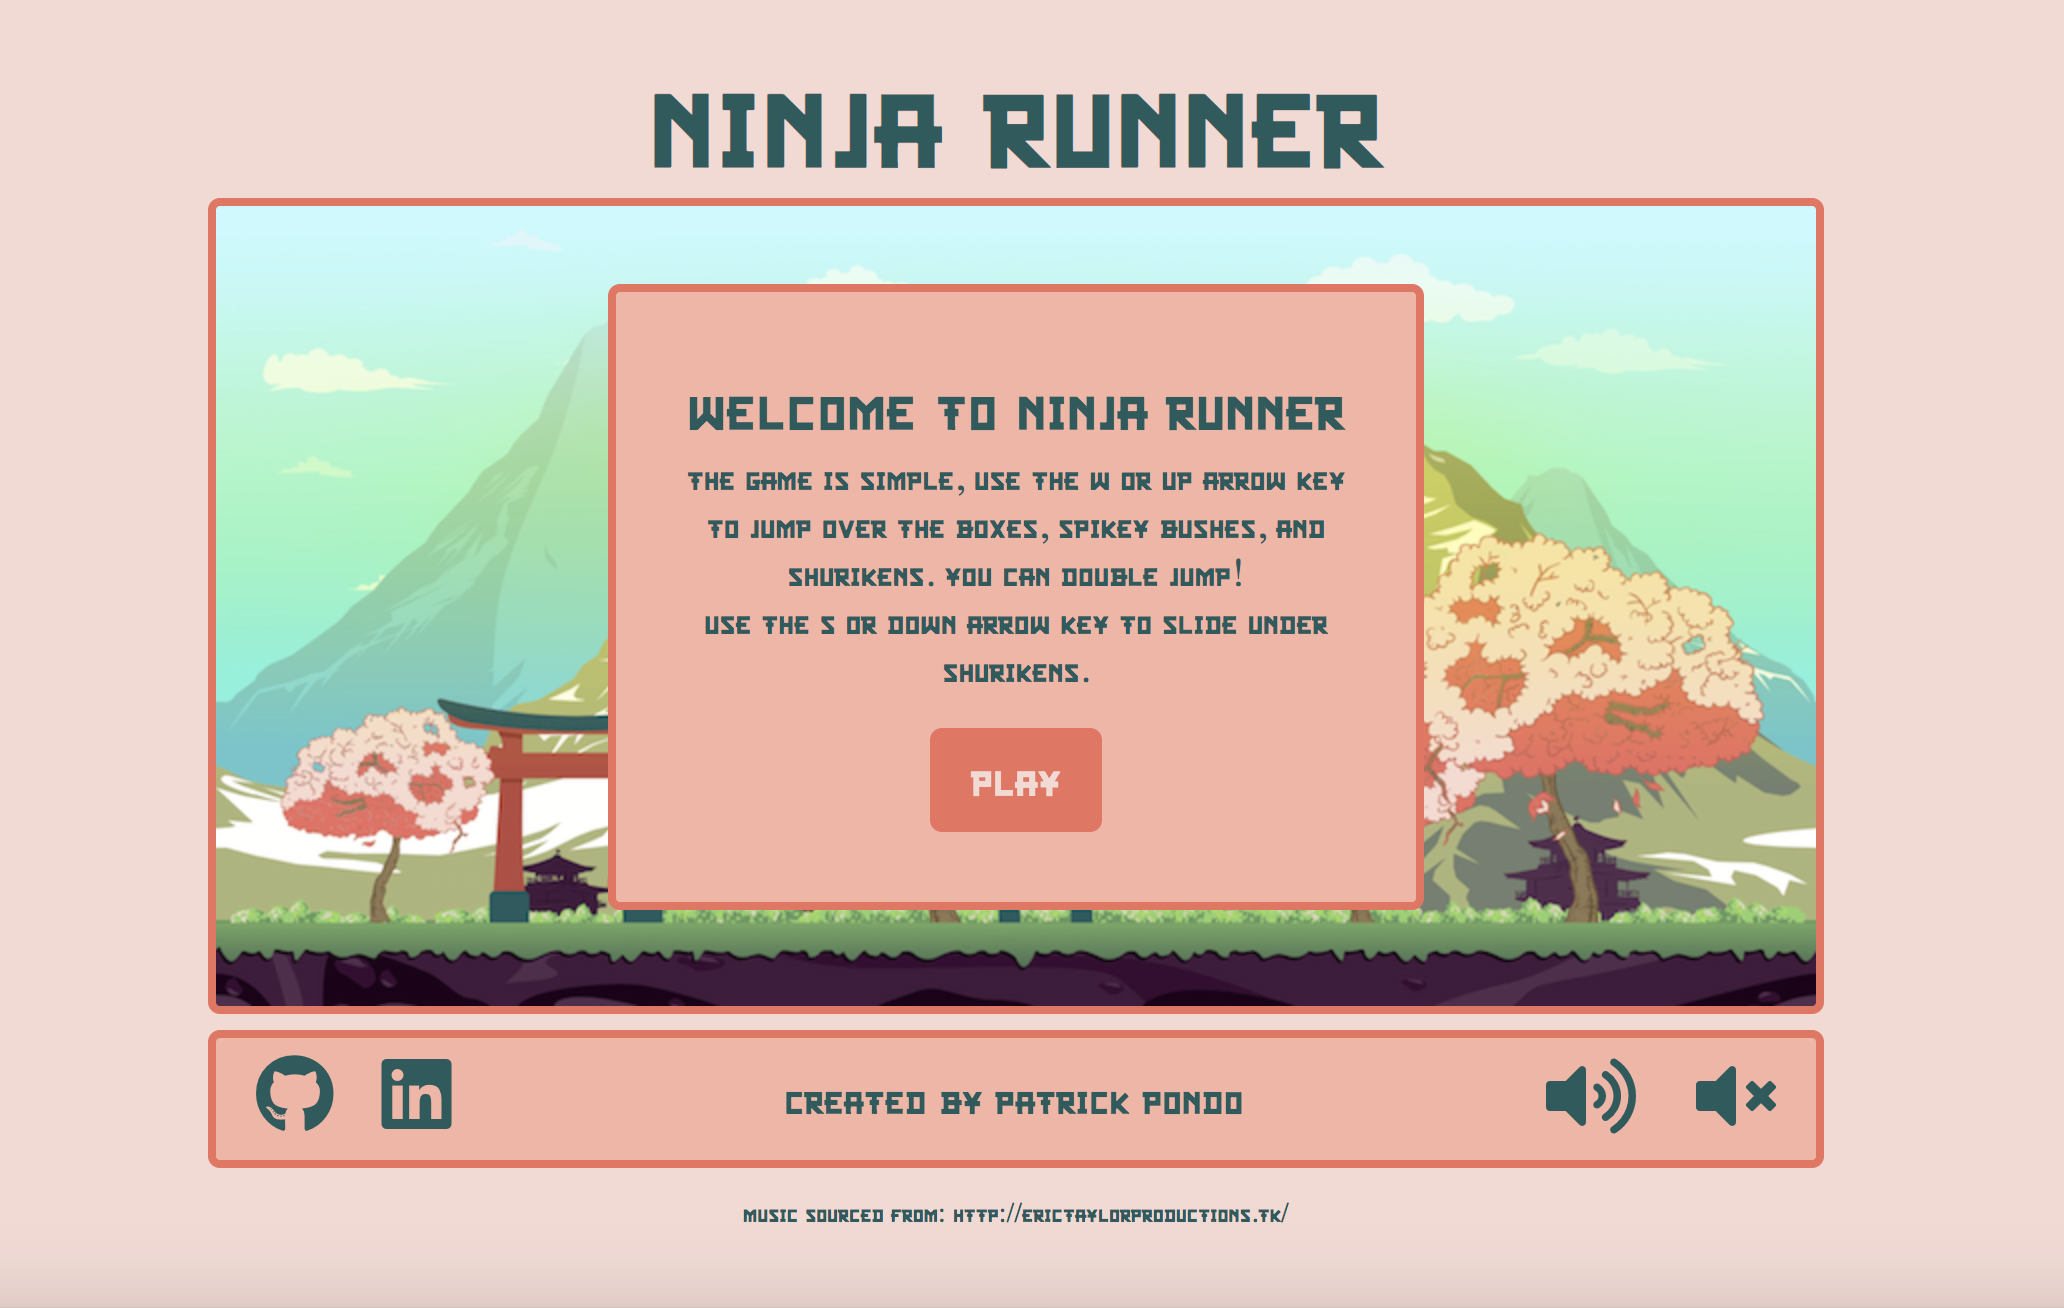 NINJA RUNNER
WELCOME TO NINJA RUNNER
THE GAME IS SIMPLE, USE THE W OR UP ARROW KEY
TO JUMP OVER THE BOXES, SPIKEY BUSHES, AND
SHURIKENS. YOU CAN DOUBLE JUMP!
USE THE S OR DOWN ARROW KEY TO SLIDE UNDER
SHURIKENS.
PLAY
in
CREATED BY PATRICK PONDO
MUSIC SOURCED FROM: HTTP://ERICTAYLORPRODUCTIONS.TK/